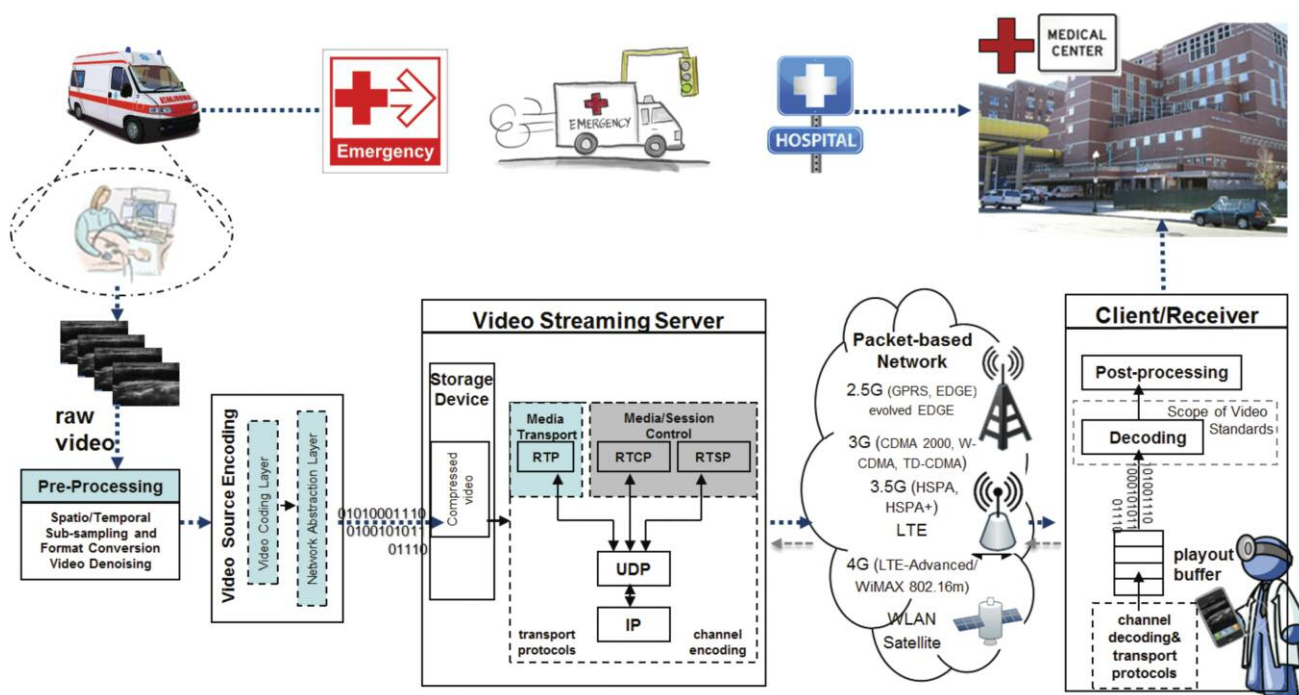 MEDICAL
CENTER
Emergency
EMERGENCY
HOSPITAL
raw
video
Pre-Processing
Spatio/Temporal
Sub-sampling and
Format Conversion
Video Denoising
Video Source Encoding
Video Coding Layer
Network Abstraction Layer
01010001110
0100101011
01110
Video Streaming Server
Storage
Device
Compressed
video
Media
Transport
RTP
Media/Session
Control
RTCP
RTSP
UDP
IP
transport
protocols
channel
encoding
Packet-based
Network
2.5G (GPRS, EDGE)
evolved EDGE
3G (CDMA 2000, W-
CDMA, TD-CDMA)
3.5G (HSPA,
HSPA+)
LTE
4G (LTE-Advanced/
WiMAX 802.16m)
WLAN
Satellite
Client/Receiver
Post-processing
Scope of Video
Standards
Decoding
01110
0100101011
01010001110
playout
buffer
channel
decoding&
transport
protocols